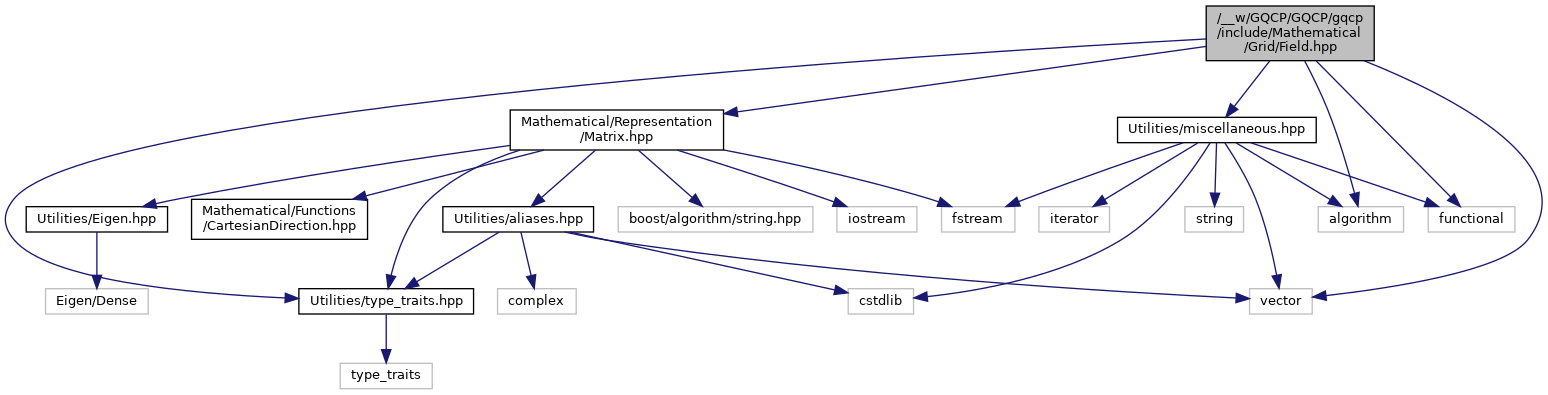 /__w/GQCP/GQCP/gqcp
/include/Mathematical
/Grid/Field.hpp
Mathematical/Representation
/Matrix.hpp
Utilities/miscellaneous.hpp
Utilities/Eigen.hpp
Mathematical/Functions
/CartesianDirection.hpp
Utilities/aliases.hpp
boost/algorithm/string.hpp
iostream
fstream
iterator
string
algorithm
functional
Eigen/Dense
Utilities/type_traits.hpp
complex
cstdlib
vector
type_traits